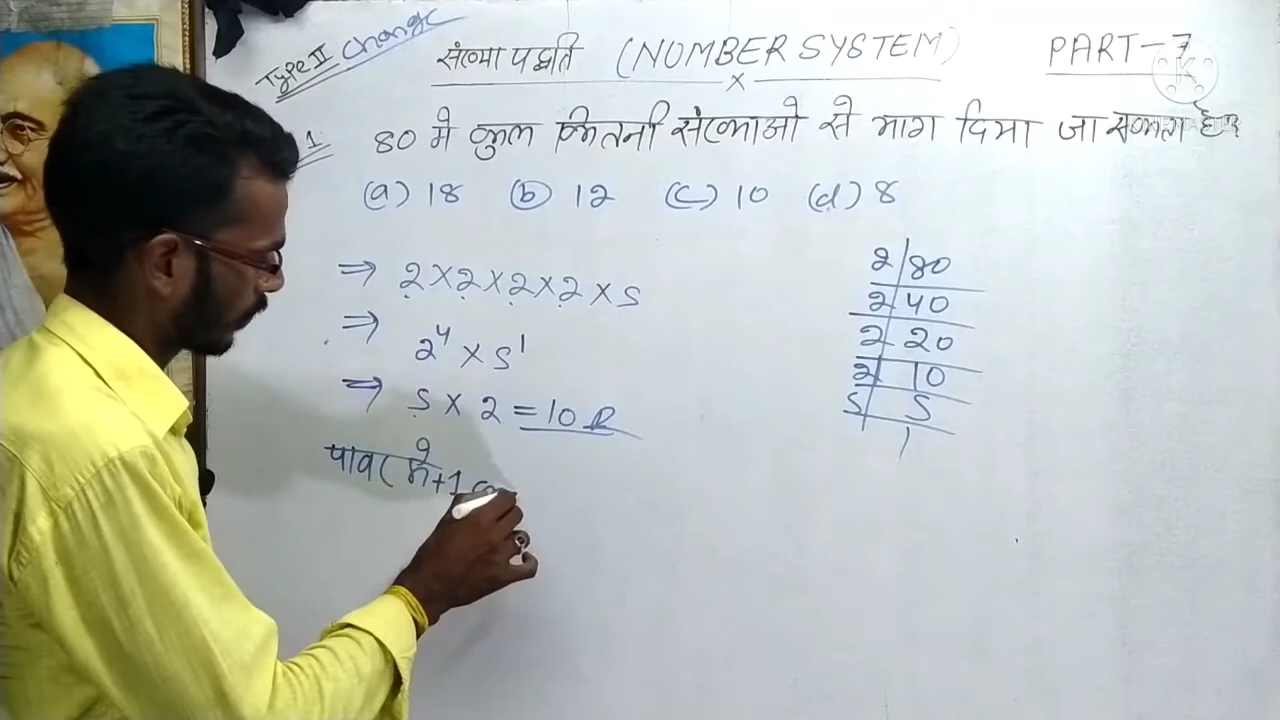 Type II Change
संख्या पद्धति (NUMBER SYSTEM) PART-7
×
1 80 मे कुल कितनी संख्याओ से भाग दिया जा सकता है
(a) 18 (b) 12 (c) 10 (d) 8
⇒ 2×2×2×2×5
⇒ 2⁴ × 5¹
⇒ 5 × 2 = 10
पावर मे +1
2 80
2 40
2 20
2 10
5 5
1
K